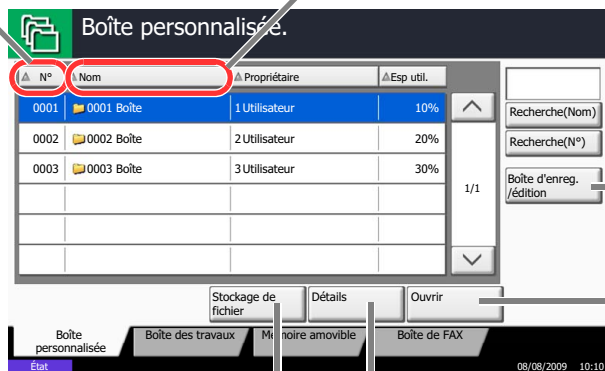 Boîte personnalisée.
N° Nom Propriétaire Esp util.
0001 0001 Boîte 1 Utilisateur 10%
0002 0002 Boîte 2 Utilisateur 20%
0003 0003 Boîte 3 Utilisateur 30%
1/1
Recherche(Nom)
Recherche(N°)
Boîte d'enreg.
/édition
Stockage de
fichier
Détails
Ouvrir
Boîte
personnalisée
Boîte des travaux
Mémoire amovible
Boîte de FAX
État
08/08/2009 10:10